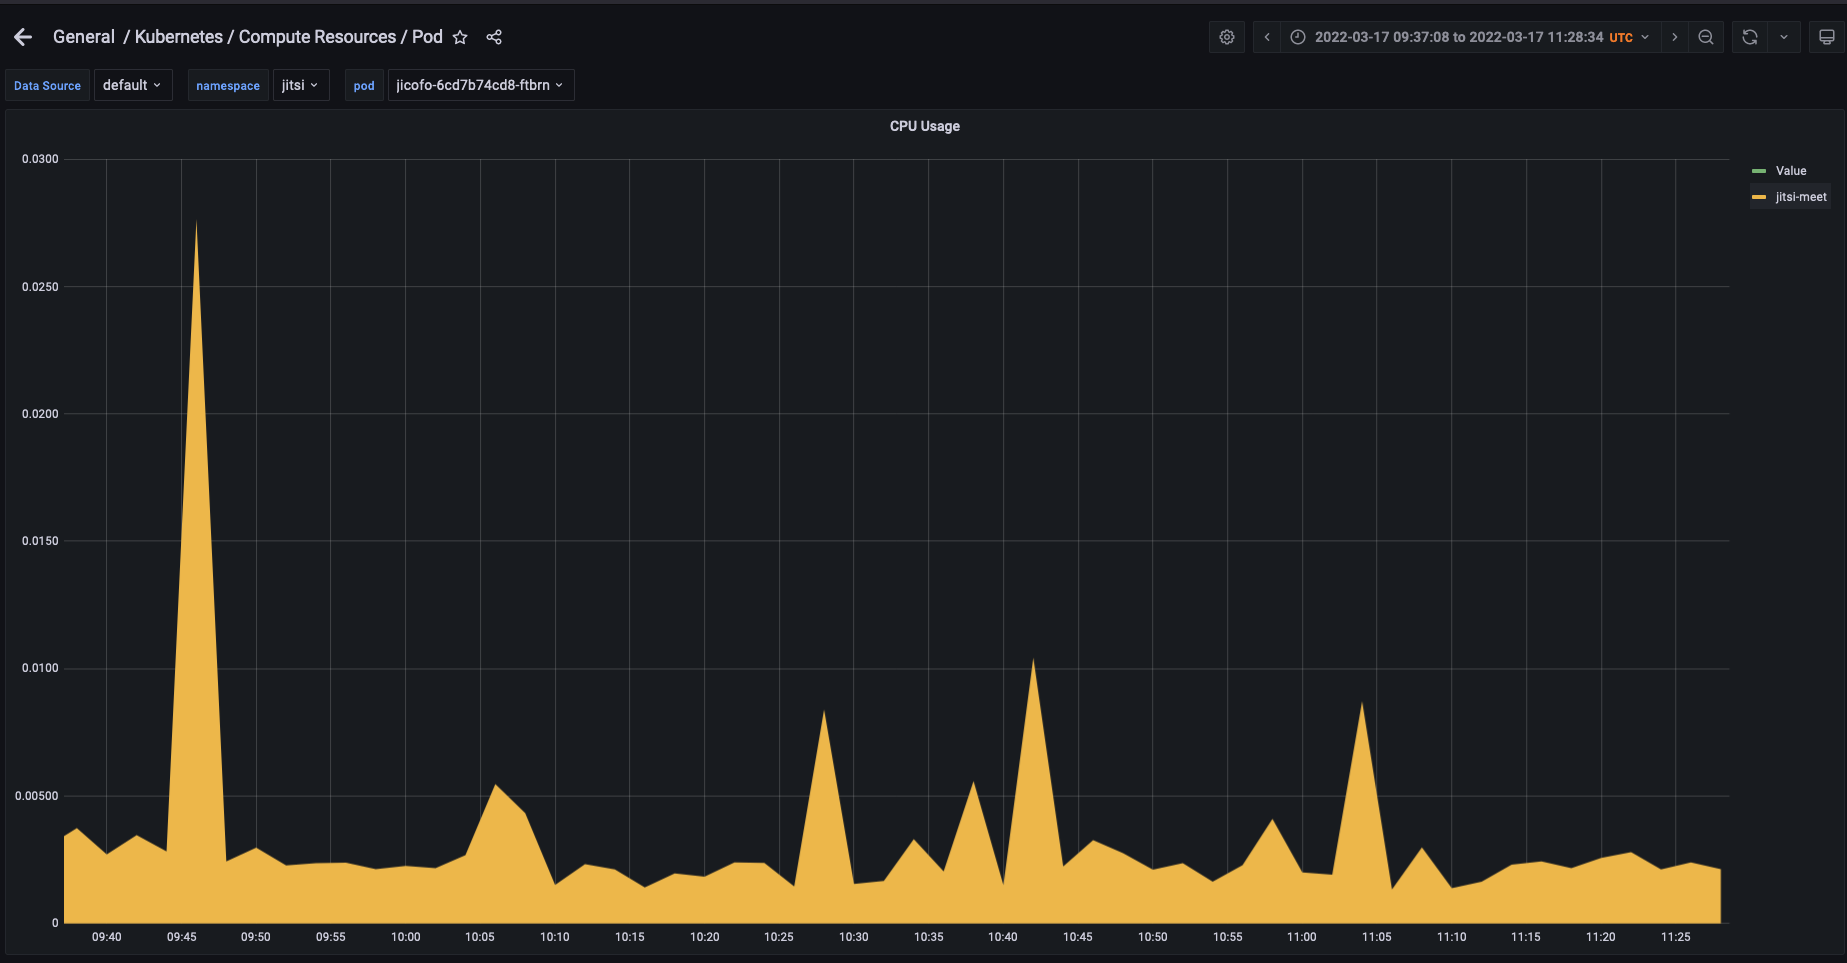 General / Kubernetes / Compute Resources / Pod
2022-03-17 09:37:08 to 2022-03-17 11:28:34 UTC
Data Source default namespace jitsi pod jicofo-6cd7b74cd8-ftbrn
CPU Usage
0.0300
0.0250
0.0200
0.0150
0.0100
0.00500
0
09:40 09:45 09:50 09:55 10:00 10:05 10:10 10:15 10:20 10:25 10:30 10:35 10:40 10:45 10:50 10:55 11:00 11:05 11:10 11:15 11:20 11:25
Value
jitsi-meet